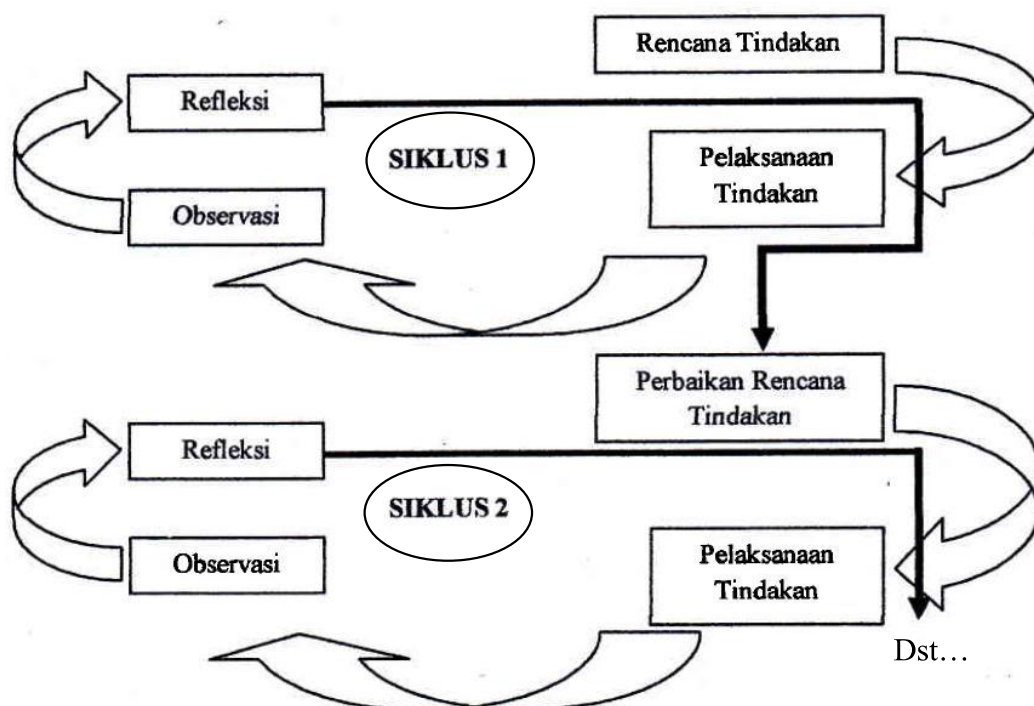 Rencana Tindakan
Refleksi
SIKLUS 1
Pelaksanaan
Tindakan
Observasi
Perbaikan Rencana
Tindakan
Refleksi
SIKLUS 2
Observasi
Pelaksanaan
Tindakan
Dst...